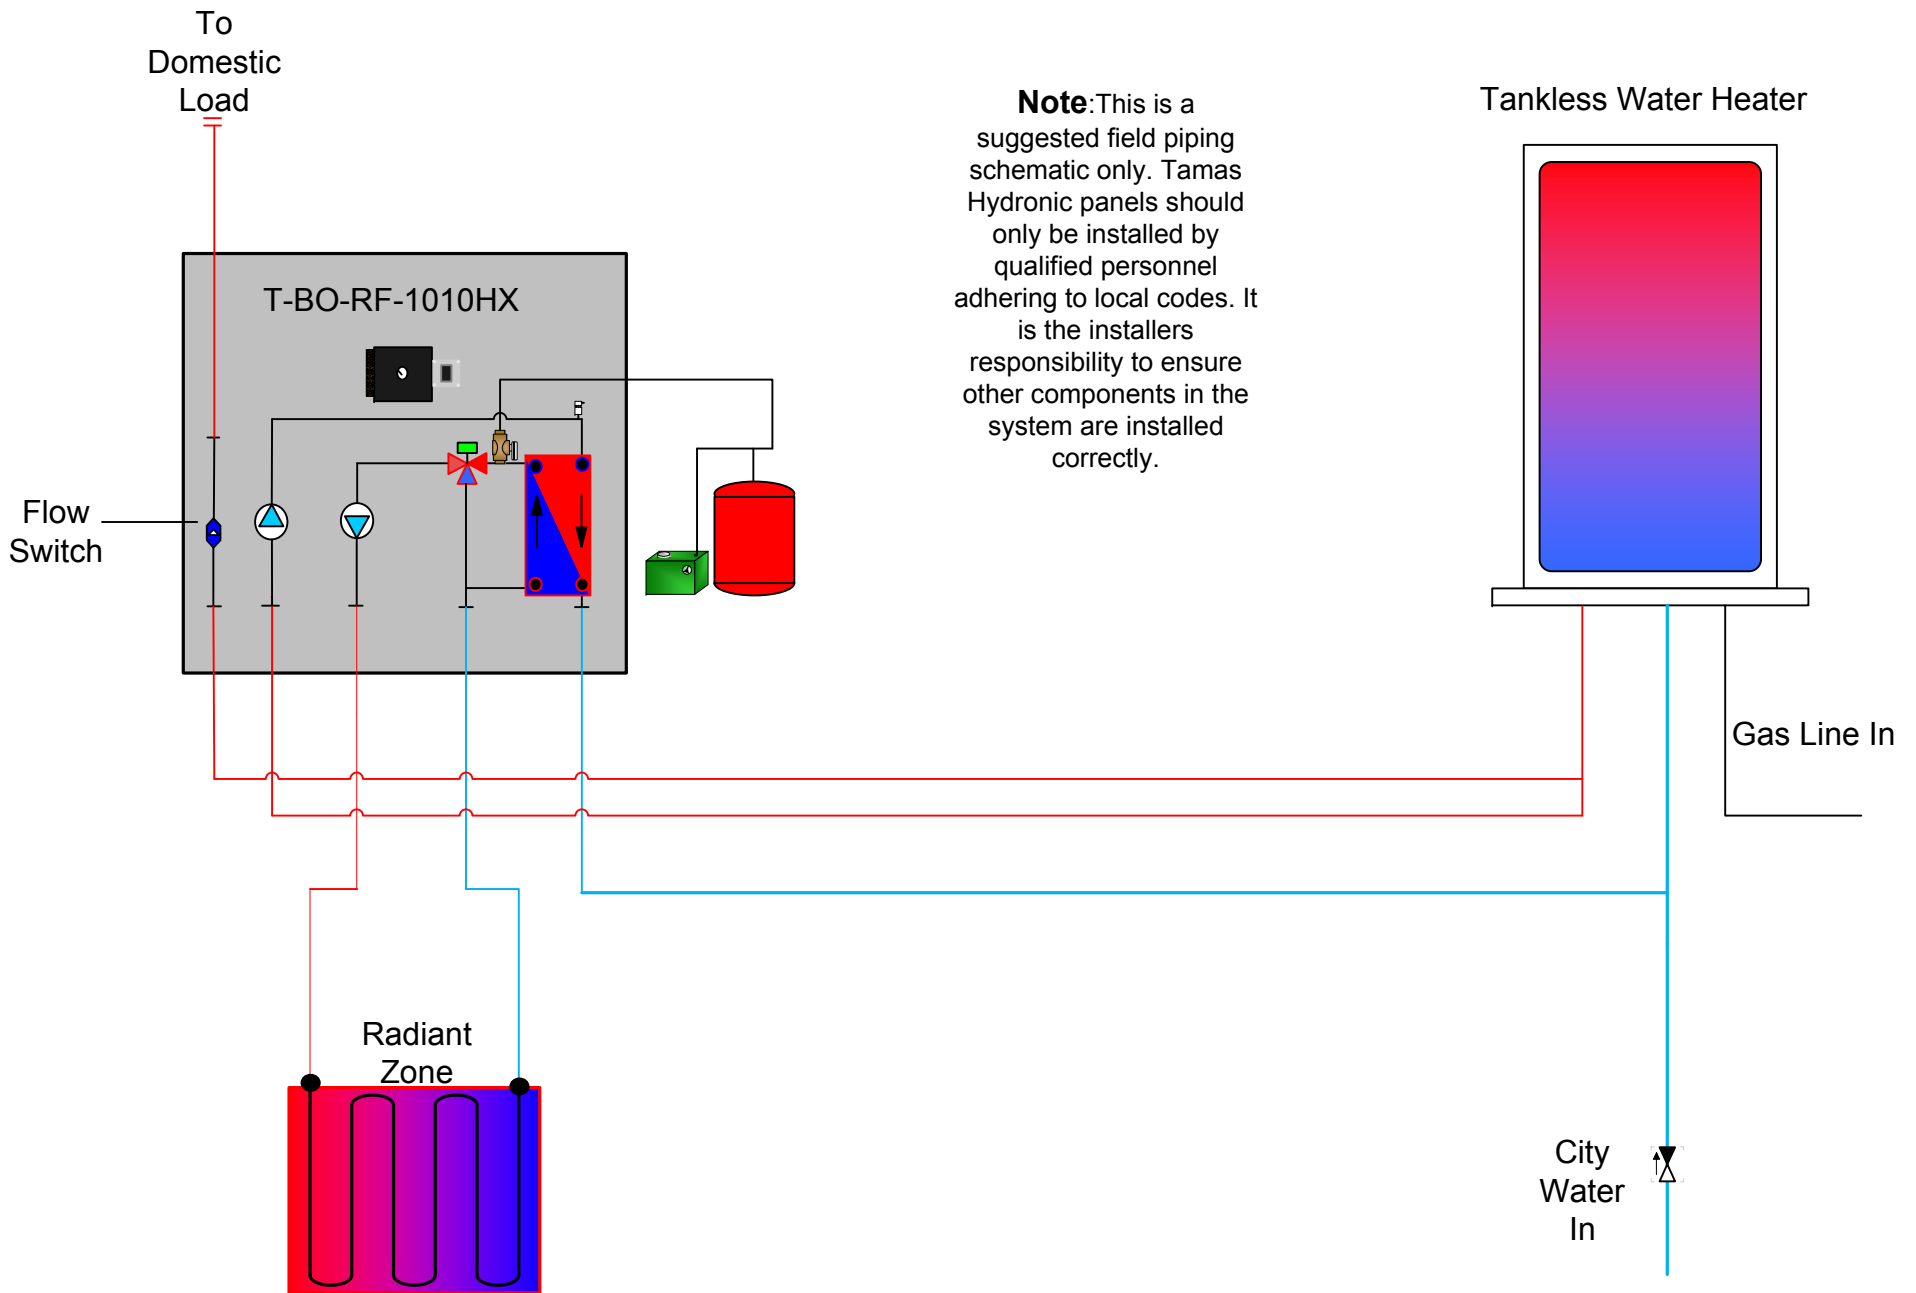 To
Domestic
Load
Note:This is a
suggested field piping
schematic only. Tamas
Hydronic panels should
only be installed by
qualified personnel
adhering to local codes. It
is the installers
responsibility to ensure
other components in the
system are installed
correctly.
Tankless Water Heater
T-BO-RF-1010HX
Flow
Switch
Gas Line In
Radiant
Zone
City
Water
In